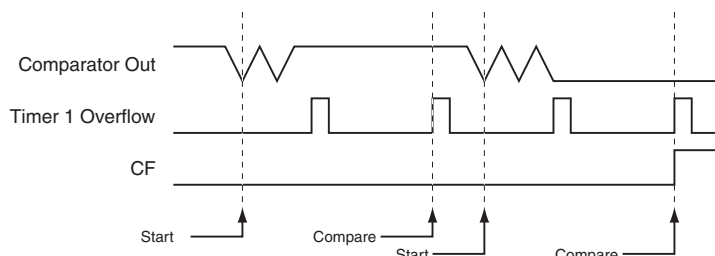 Comparator Out
Timer 1 Overflow
CF
Start
Compare
Start
Compare